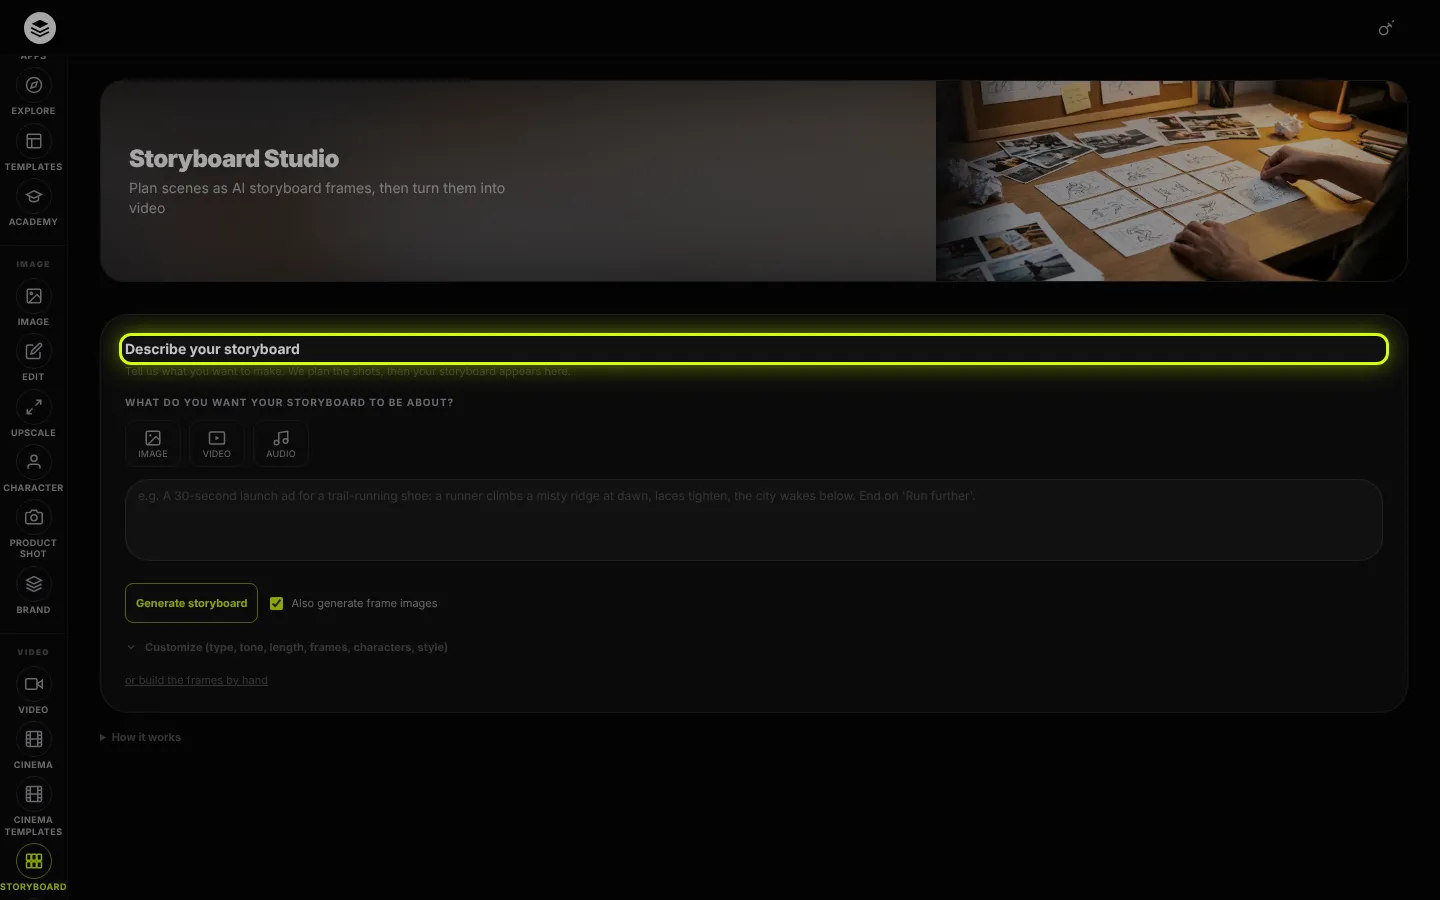 APPS
EXPLORE
TEMPLATES
ACADEMY
IMAGE
IMAGE
EDIT
UPSCALE
CHARACTER
PRODUCT
SHOT
BRAND
VIDEO
VIDEO
CINEMA
CINEMA
TEMPLATES
STORYBOARD
Storyboard Studio
Plan scenes as AI storyboard frames, then turn them into
video
Describe your storyboard
Tell us what you want to make. We plan the shots, then your storyboard appears here.
WHAT DO YOU WANT YOUR STORYBOARD TO BE ABOUT?
IMAGE
VIDEO
AUDIO
e.g. A 30-second launch ad for a trail-running shoe: a runner climbs a misty ridge at dawn, laces tighten, the city wakes below. End on 'Run further'.
Generate storyboard
Also generate frame images
Customize (type, tone, length, frames, characters, style)
or build the frames by hand
How it works